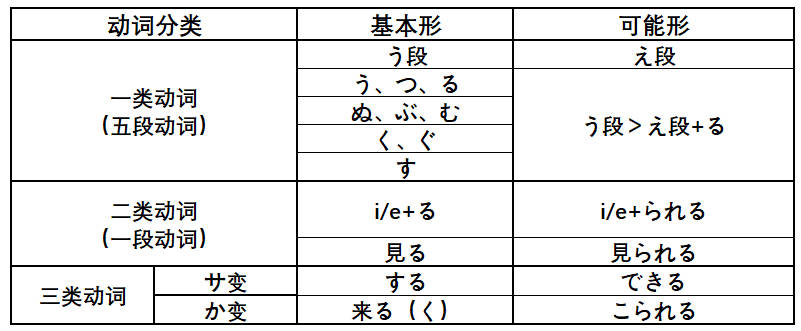 动词分类 基本形 可能形
一类动词
(五段动词)
う段 え段
う、つ、る
ぬ、ぶ、む
く、ぐ
す
う段>え段+る
二类动词
(一段动词)
i/e+る i/e+られる
見る 見られる
三类动词
サ变 する できる
か变 来る（く） こられる